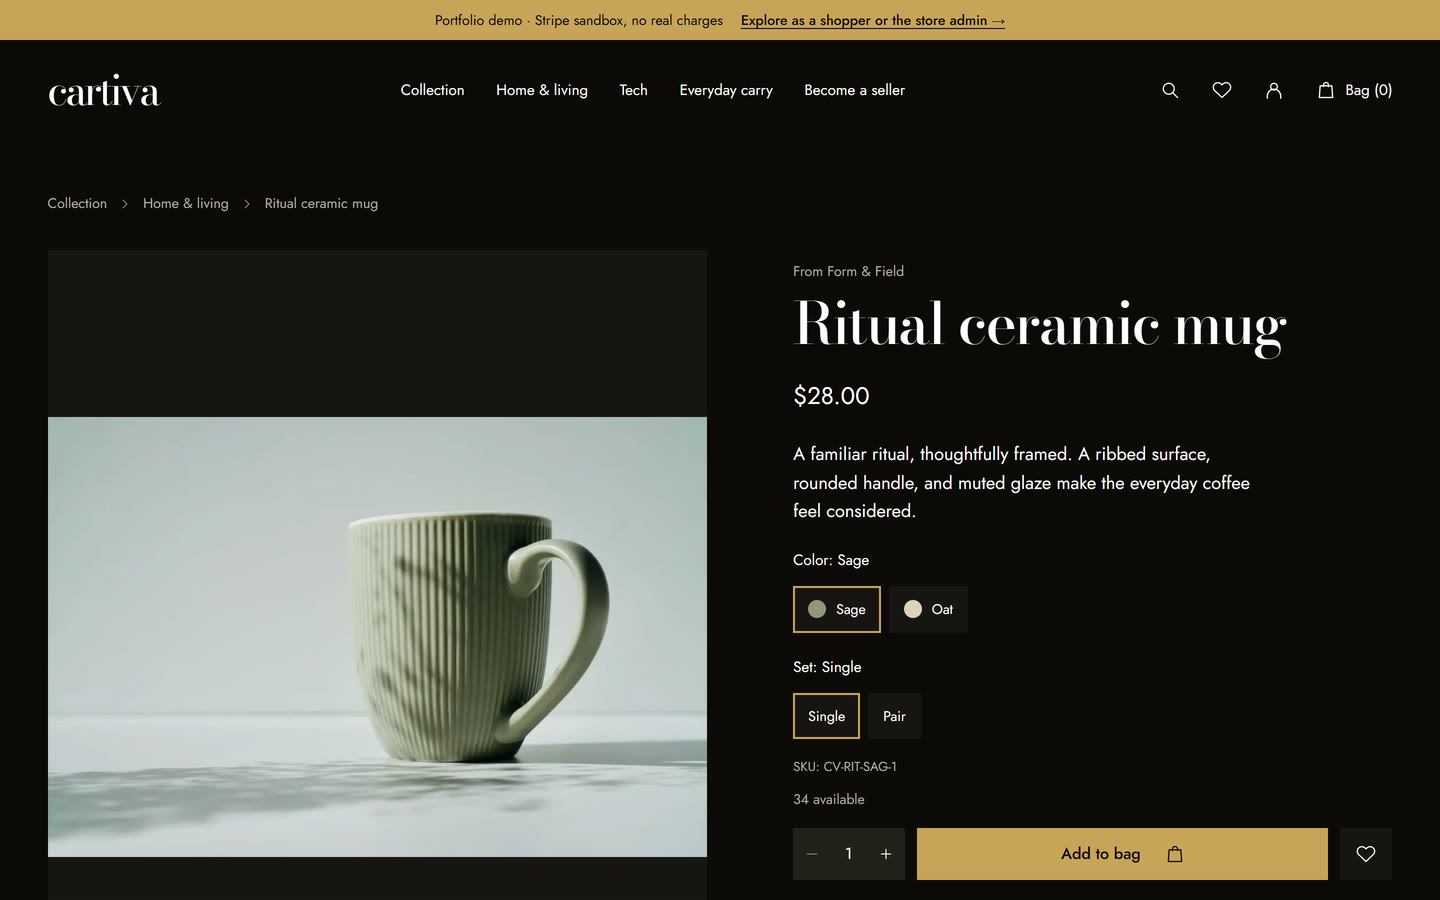 Portfolio demo · Stripe sandbox, no real charges Explore as a shopper or the store admin →
cartiva
Collection Home & living Tech Everyday carry Become a seller Bag (0)
Collection > Home & living > Ritual ceramic mug
From Form & Field
Ritual ceramic mug
$28.00
A familiar ritual, thoughtfully framed. A ribbed surface,
rounded handle, and muted glaze make the everyday coffee
feel considered.
Color: Sage
Sage Oat
Set: Single
Single Pair
SKU: CV-RIT-SAG-1
34 available
− 1 + Add to bag